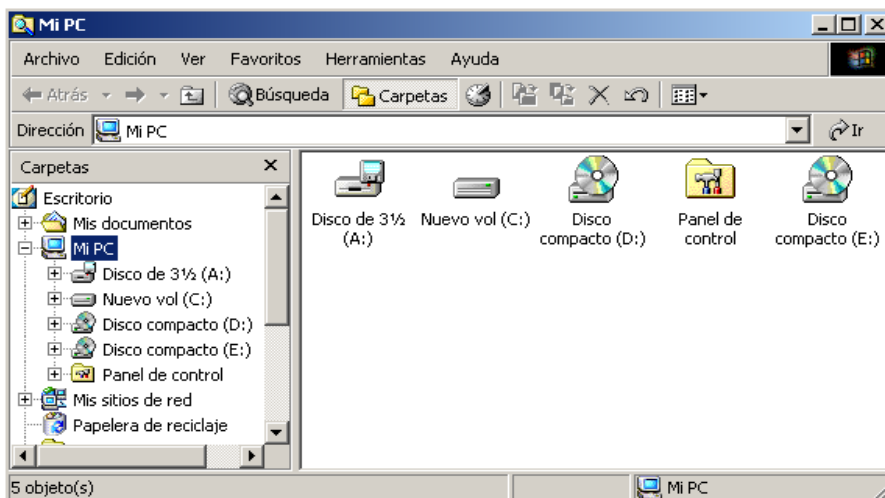 Mi PC
Archivo Edición Ver Favoritos Herramientas Ayuda
Atrás Búsqueda Carpetas
Dirección Mi PC Ir
Carpetas
Escritorio
Mis documentos
Mi PC
Disco de 3½ (A:)
Nuevo vol (C:)
Disco compacto (D:)
Disco compacto (E:)
Panel de control
Mis sitios de red
Papelera de reciclaje
Disco de 3½
(A:)
Nuevo vol (C:)
Disco
compacto (D:)
Panel de
control
Disco
compacto (E:)
5 objeto(s)
Mi PC